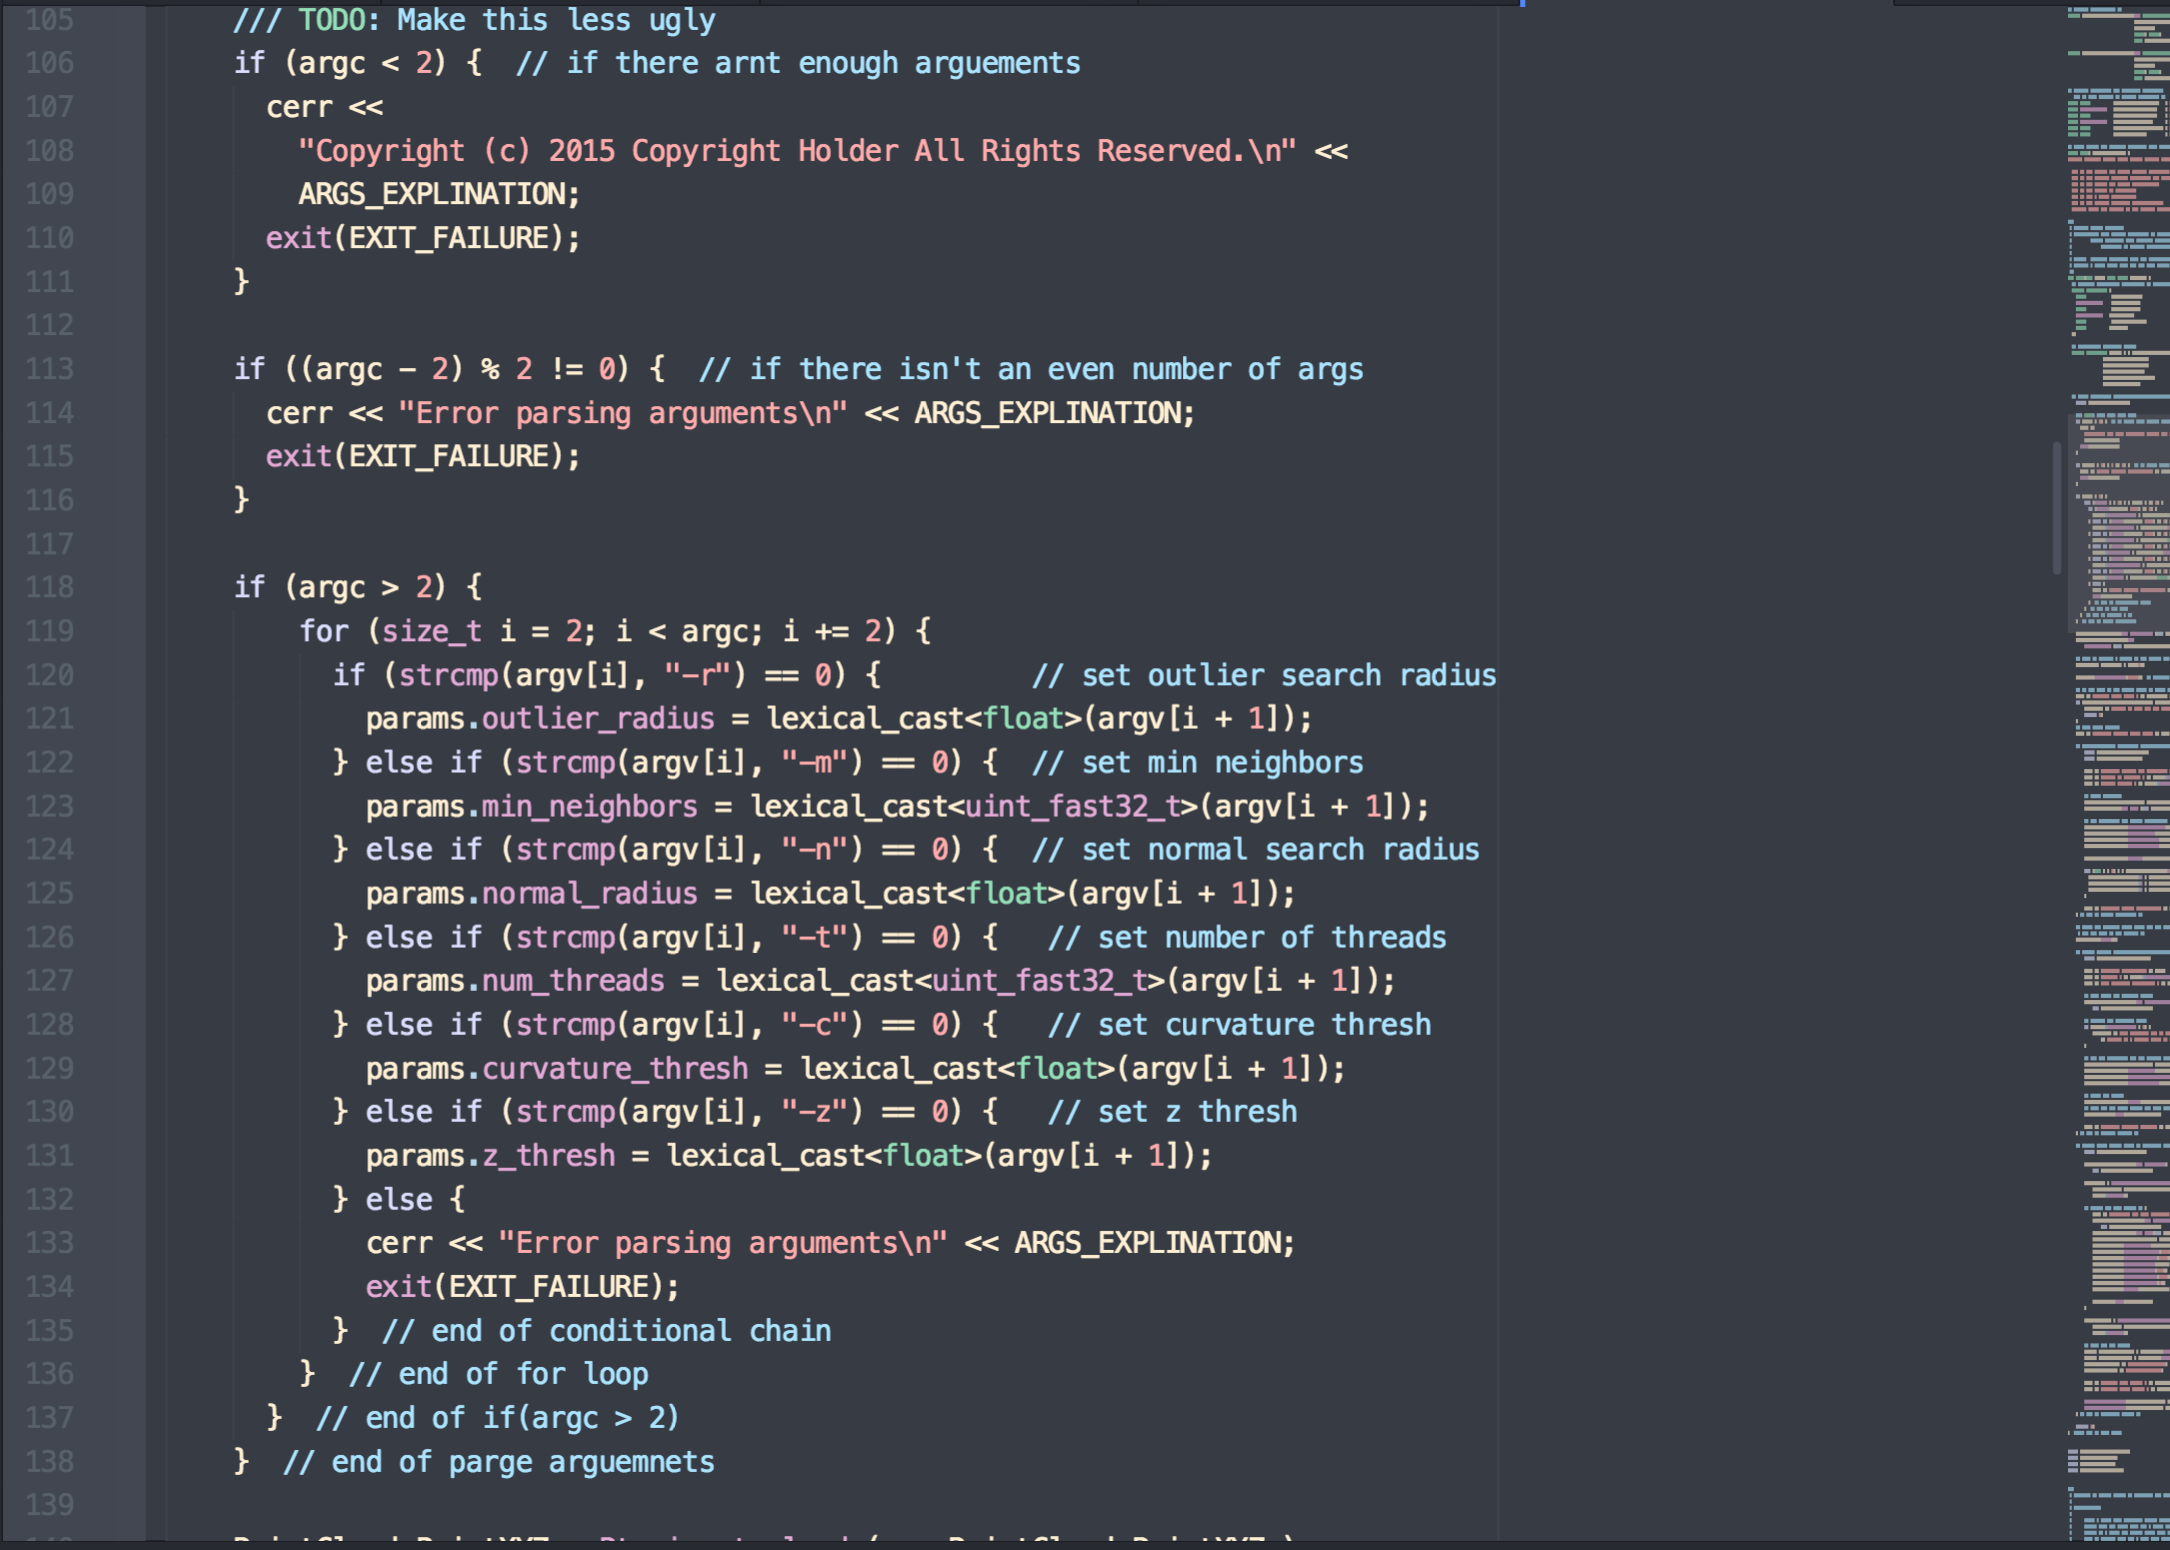 105 /// TODO: Make this less ugly
106 if (argc < 2) {  // if there arnt enough arguements
107 cerr <<
108 "Copyright (c) 2015 Copyright Holder All Rights Reserved.\n" <<
109 ARGS_EXPLINATION;
110 exit(EXIT_FAILURE);
111 }
112
113 if ((argc - 2) % 2 != 0) {  // if there isn't an even number of args
114 cerr << "Error parsing arguments\n" << ARGS_EXPLINATION;
115 exit(EXIT_FAILURE);
116 }
117
118 if (argc > 2) {
119 for (size_t i = 2; i < argc; i += 2) {
120 if (strcmp(argv[i], "-r") == 0) {         // set outlier search radius
121 params.outlier_radius = lexical_cast<float>(argv[i + 1]);
122 } else if (strcmp(argv[i], "-m") == 0) {  // set min neighbors
123 params.min_neighbors = lexical_cast<uint_fast32_t>(argv[i + 1]);
124 } else if (strcmp(argv[i], "-n") == 0) {  // set normal search radius
125 params.normal_radius = lexical_cast<float>(argv[i + 1]);
126 } else if (strcmp(argv[i], "-t") == 0) {   // set number of threads
127 params.num_threads = lexical_cast<uint_fast32_t>(argv[i + 1]);
128 } else if (strcmp(argv[i], "-c") == 0) {   // set curvature thresh
129 params.curvature_thresh = lexical_cast<float>(argv[i + 1]);
130 } else if (strcmp(argv[i], "-z") == 0) {   // set z thresh
131 params.z_thresh = lexical_cast<float>(argv[i + 1]);
132 } else {
133 cerr << "Error parsing arguments\n" << ARGS_EXPLINATION;
134 exit(EXIT_FAILURE);
135 }  // end of conditional chain
136 }  // end of for loop
137 }  // end of if(argc > 2)
138 }  // end of parge arguemnets
139